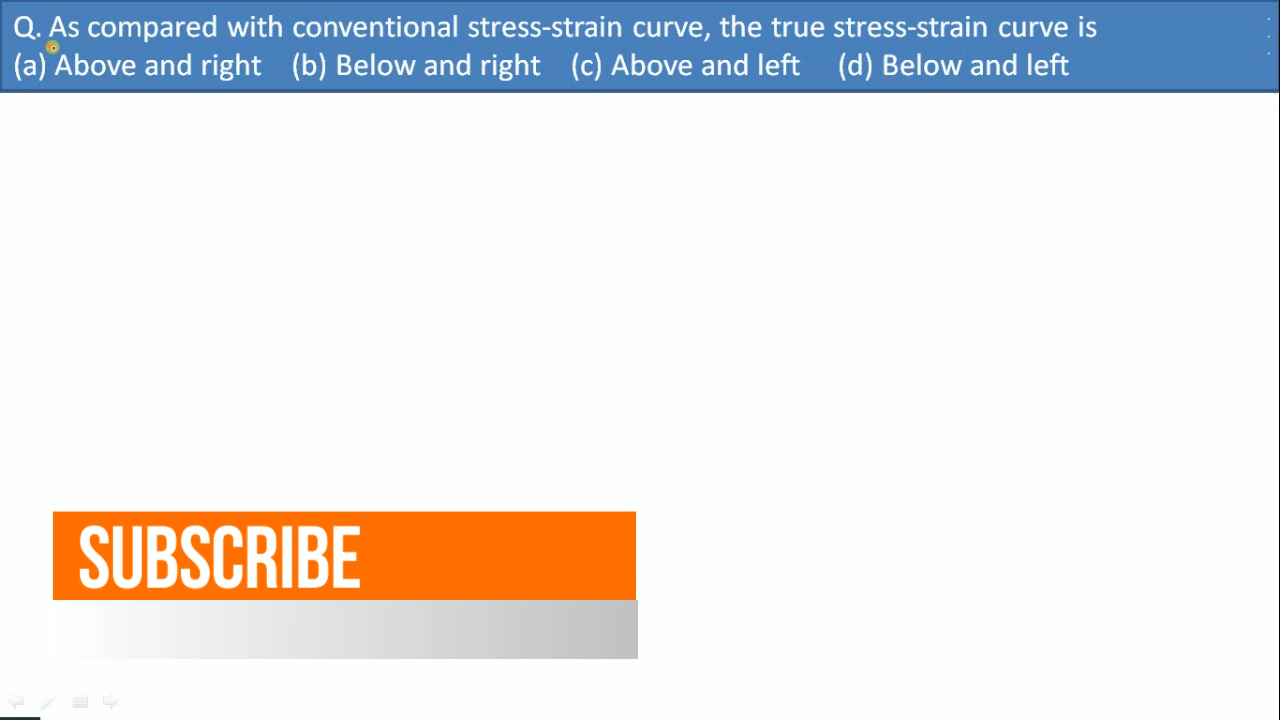 Q. As compared with conventional stress-strain curve, the true stress-strain curve is
(a) Above and right (b) Below and right (c) Above and left (d) Below and left
SUBSCRIBE